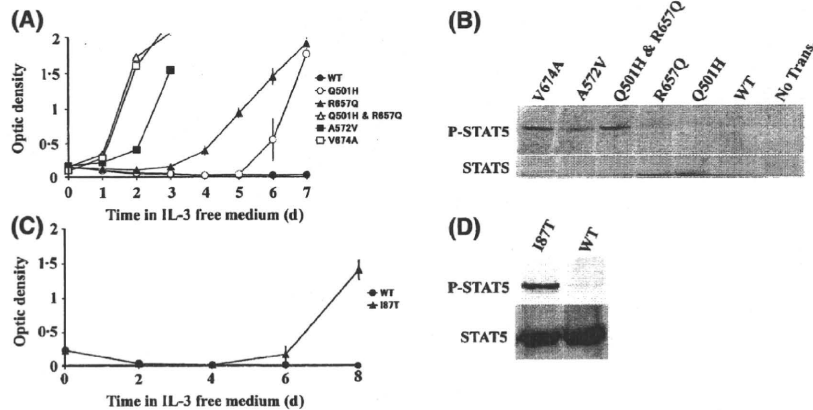 (A)
2
1·5
1
0·5
0
Optic density
0 1 2 3 4 5 6 7
Time in IL-3 free medium (d)
WT
Q501H
R657Q
Q501H & R657Q
A572V
V674A
(B)
V674A
A572V
Q501H & R657Q
R657Q
Q501H
WT
No Trans
P-STAT5
STATS
(C)
2
1·5
1
0·5
0
Optic density
0 2 4 6 8
Time in IL-3 free medium (d)
WT
I87T
(D)
I87T
WT
P-STAT5
STAT5